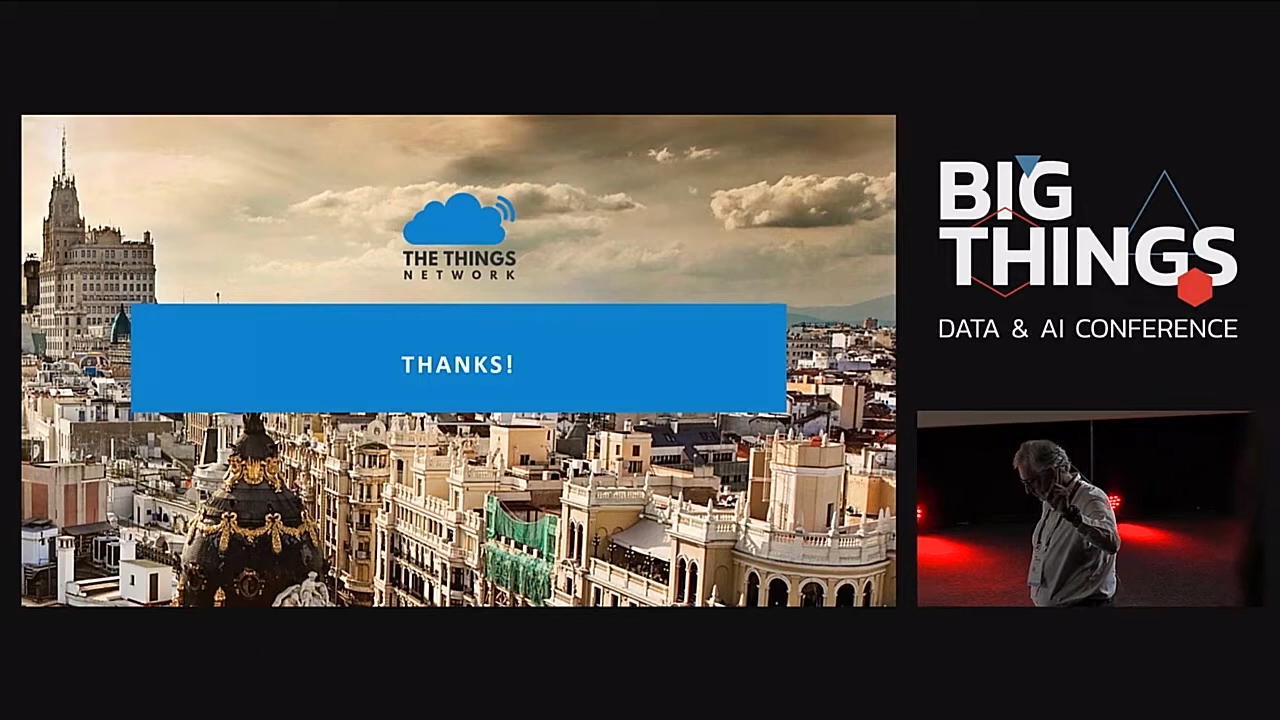 THE THINGS
NETWORK
THANKS!
BIG
THINGS
DATA & AI CONFERENCE